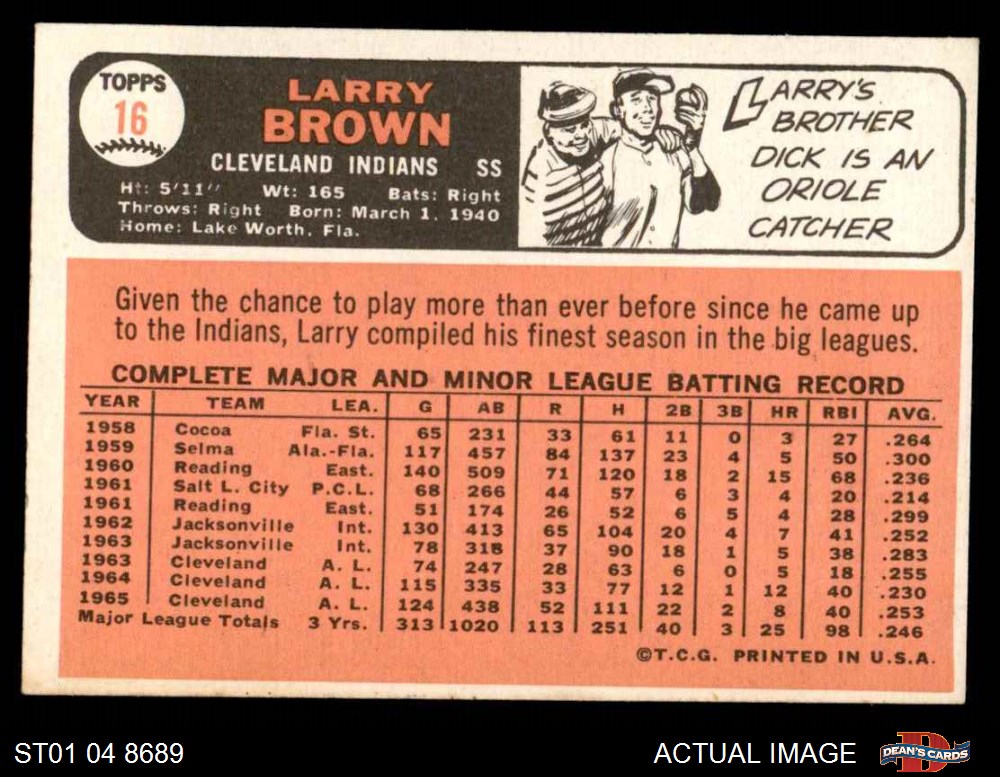 TOPPS
16
LARRY
BROWN
CLEVELAND INDIANS SS
Ht: 5'11" Wt: 165 Bats: Right
Throws: Right Born: March 1, 1940
Home: Lake Worth, Fla.
LARRY'S
BROTHER
DICK IS AN
ORIOLE
CATCHER
Given the chance to play more than ever before since he came up
to the Indians, Larry compiled his finest season in the big leagues.
COMPLETE MAJOR AND MINOR LEAGUE BATTING RECORD
YEAR TEAM LEA. G AB R H 2B 3B HR RBI AVG.
1958 Cocoa Fla. St. 65 231 33 61 11 0 3 27 .264
1959 Selma Ala.-Fla. 117 457 84 137 23 4 5 50 .300
1960 Reading East. 140 509 71 120 18 2 15 68 .236
1961 Salt L. City P.C.L. 68 266 44 57 6 3 4 20 .214
1961 Reading East. 51 174 26 52 6 5 4 28 .299
1962 Jacksonville Int. 130 413 65 104 20 4 7 41 .252
1963 Jacksonville Int. 78 318 37 90 18 1 5 38 .283
1963 Cleveland A. L. 74 247 28 63 6 0 5 18 .255
1964 Cleveland A. L. 115 335 33 77 12 1 12 40 .230
1965 Cleveland A. L. 124 438 52 111 22 2 8 40 .253
Major League Totals 3 Yrs. 313 1020 113 251 40 3 25 98 .246
©T.C.G. PRINTED IN U.S.A.
ST01 04 8689
ACTUAL IMAGE
D
DEAN'S CARDS